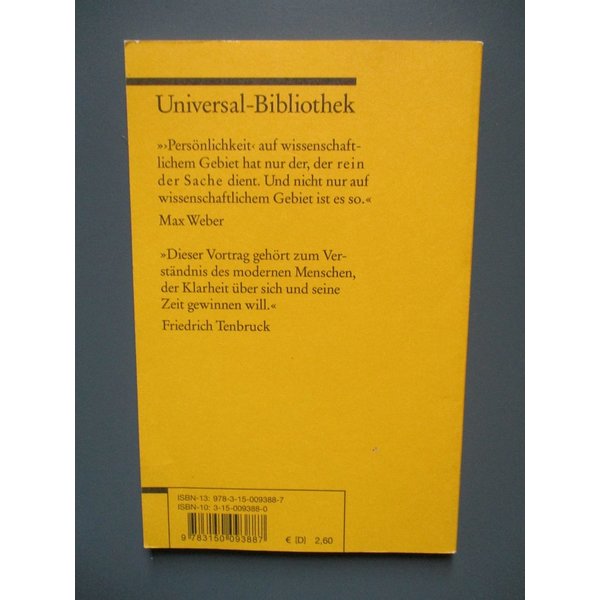 Universal-Bibliothek
»›Persönlichkeit‹ auf wissenschaft-
lichem Gebiet hat nur der, der rein
der Sache dient. Und nicht nur auf
wissenschaftlichem Gebiet ist es so.«
Max Weber
»Dieser Vortrag gehört zum Ver-
ständnis des modernen Menschen,
der Klarheit über sich und seine
Zeit gewinnen will.«
Friedrich Tenbruck
ISBN-13: 978-3-15-009388-7
ISBN-10: 3-15-009388-0
9 783150 093887
€ [D] 2,60